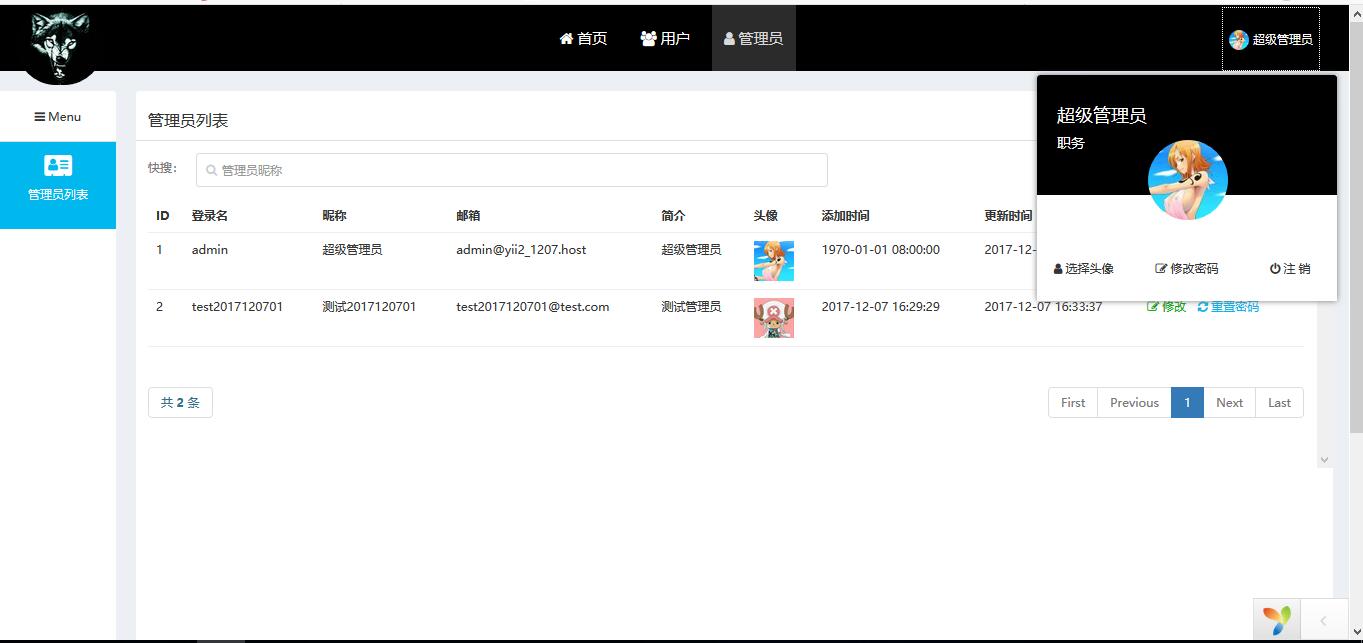 首页 用户 管理员 超级管理员
Menu
管理员列表
管理员列表
快搜： 管理员昵称
超级管理员
职务
选择头像 修改密码 注 销
ID 登录名 昵称 邮箱 简介 头像 添加时间 更新时间
1 admin 超级管理员 admin@yii2_1207.host 超级管理员 1970-01-01 08:00:00 2017-12-
2 test2017120701 测试2017120701 test2017120701@test.com 测试管理员 2017-12-07 16:29:29 2017-12-07 16:33:37 修改 重置密码
共 2 条
First Previous 1 Next Last